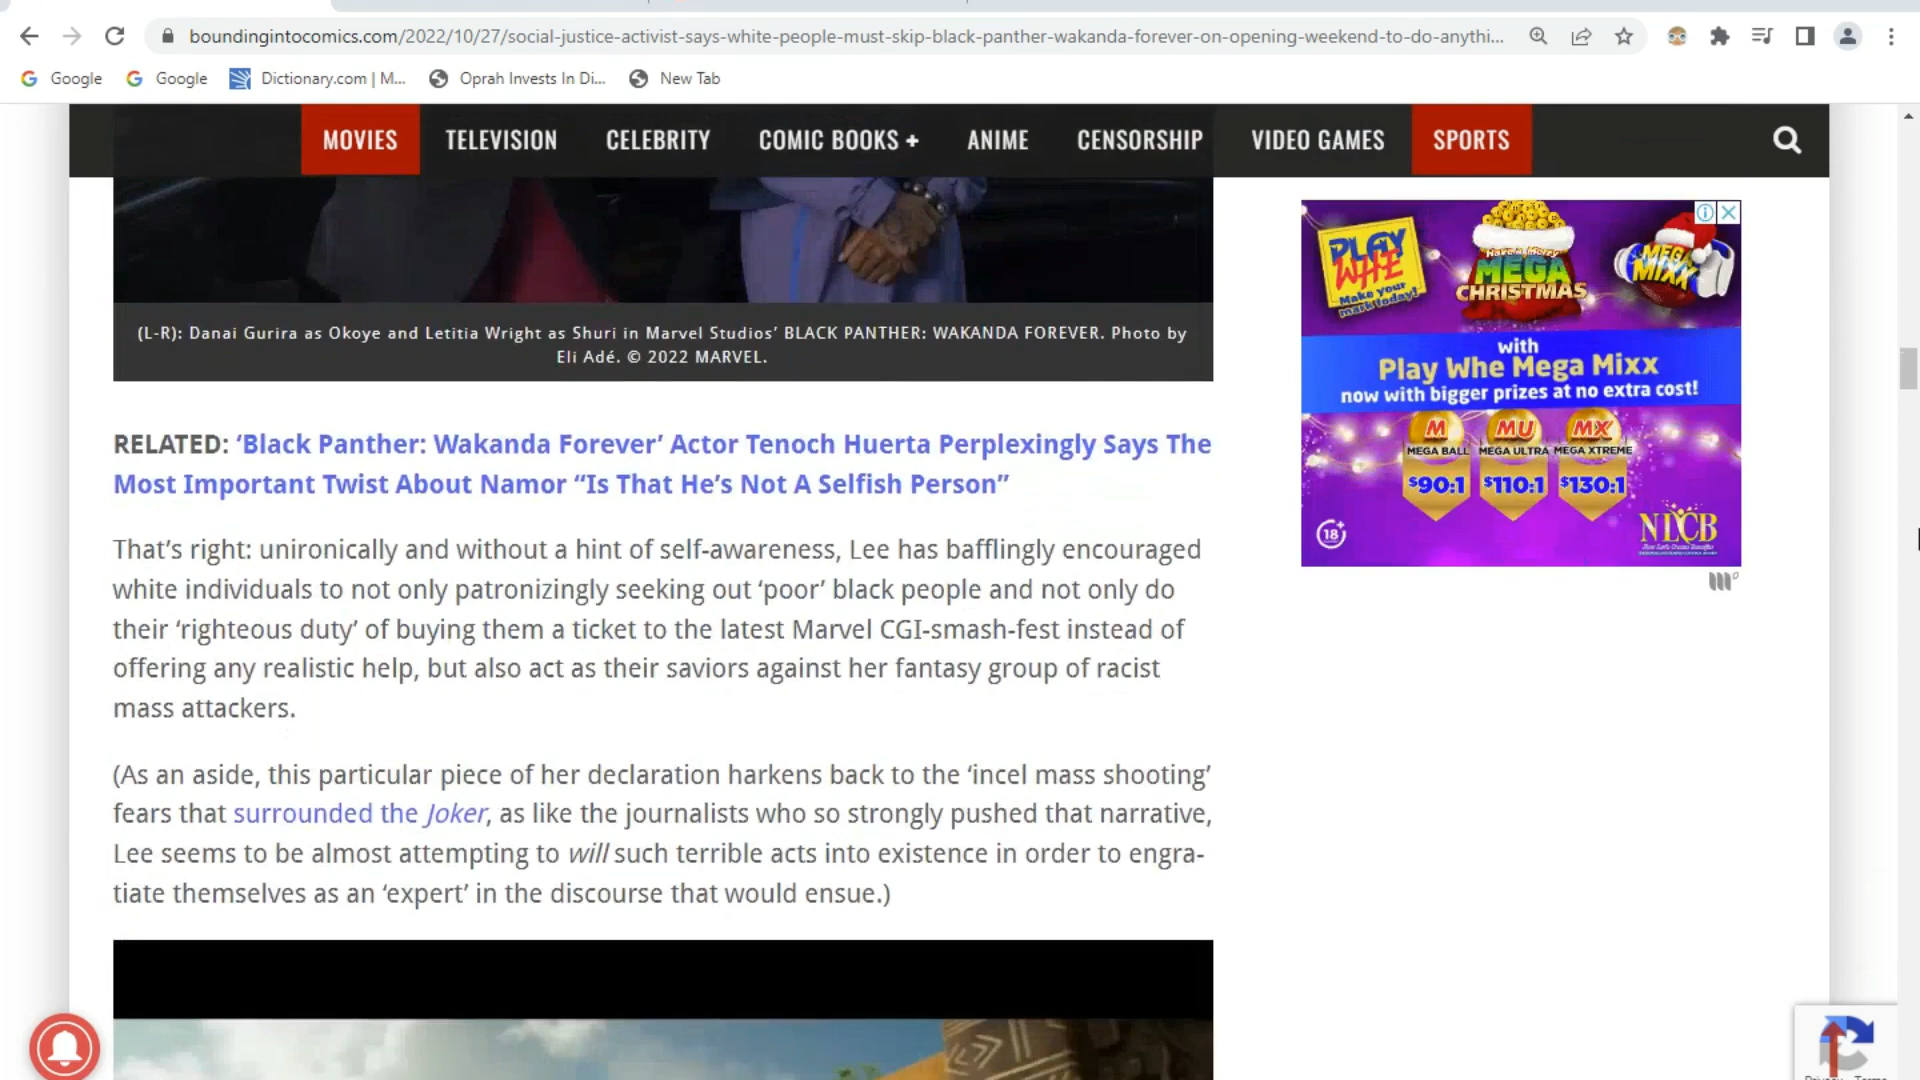 boundingintocomics.com/2022/10/27/social-justice-activist-says-white-people-must-skip-black-panther-wakanda-forever-on-opening-weekend-to-do-anythi...
Google
Google
Dictionary.com | M...
Oprah Invests In Di...
New Tab
MOVIES
TELEVISION
CELEBRITY
COMIC BOOKS +
ANIME
CENSORSHIP
VIDEO GAMES
SPORTS
(L-R): Danai Gurira as Okoye and Letitia Wright as Shuri in Marvel Studios’ BLACK PANTHER: WAKANDA FOREVER. Photo by
Eli Adé. © 2022 MARVEL.
RELATED: ‘Black Panther: Wakanda Forever’ Actor Tenoch Huerta Perplexingly Says The
Most Important Twist About Namor “Is That He’s Not A Selfish Person”
That’s right: unironically and without a hint of self-awareness, Lee has bafflingly encouraged
white individuals to not only patronizingly seeking out ‘poor’ black people and not only do
their ‘righteous duty’ of buying them a ticket to the latest Marvel CGI-smash-fest instead of
offering any realistic help, but also act as their saviors against her fantasy group of racist
mass attackers.
(As an aside, this particular piece of her declaration harkens back to the ‘incel mass shooting’
fears that surrounded the Joker, as like the journalists who so strongly pushed that narrative,
Lee seems to be almost attempting to will such terrible acts into existence in order to engra-
tiate themselves as an ‘expert’ in the discourse that would ensue.)
PLAY
WHE
Make your
mark today!
Have a Merry
MEGA
CHRISTMAS
MEGA
MIXX
with
Play Whe Mega Mixx
now with bigger prizes at no extra cost!
M
MU
MX
MEGA BALL
MEGA ULTRA
MEGA XTREME
$90:1
$110:1
$130:1
18+
NLCB